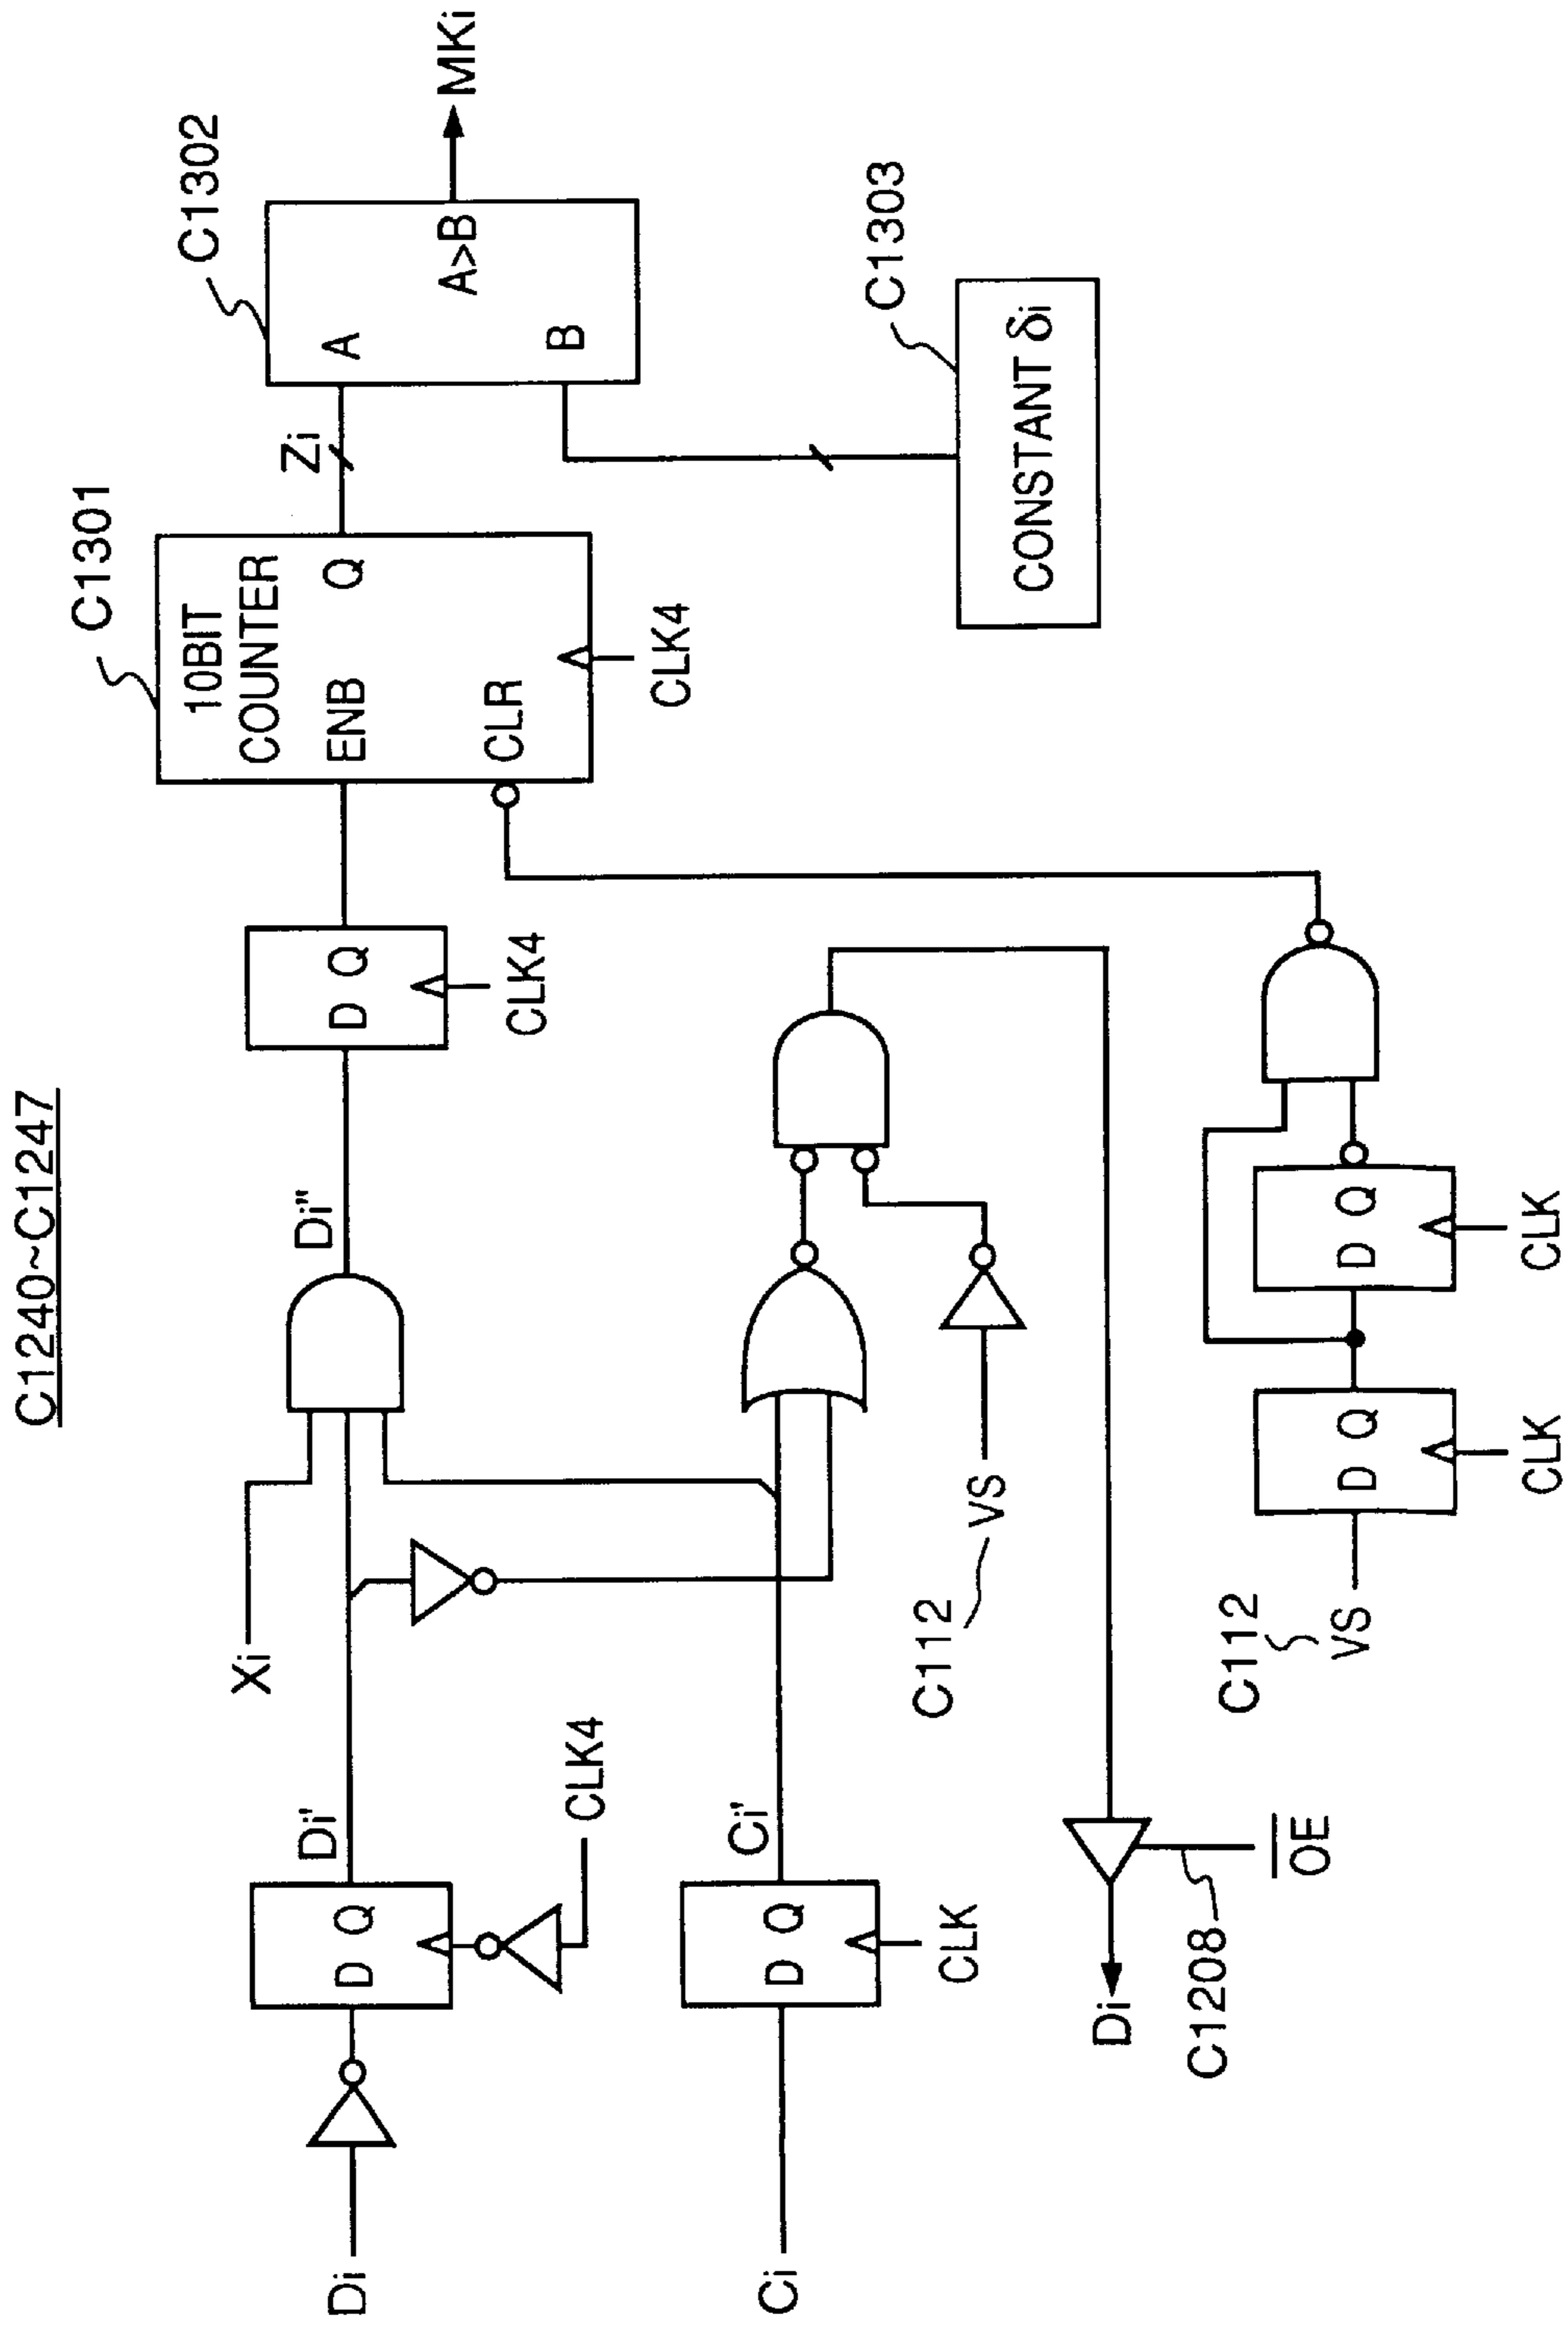 C1240~C1247
C1301
C1302
10BIT
COUNTER
Zi
A
Xi
Di
D Q
Di'
Di"
D Q
ENB Q
A>B
MKi
CLK4
CLK4
CLR
B
CLK4
Ci
D Q
Ci'
C1303
CLK
C112
VS
CONSTANT δi
Di
C1208
OE
C112
VS
D Q
D Q
CLK
CLK